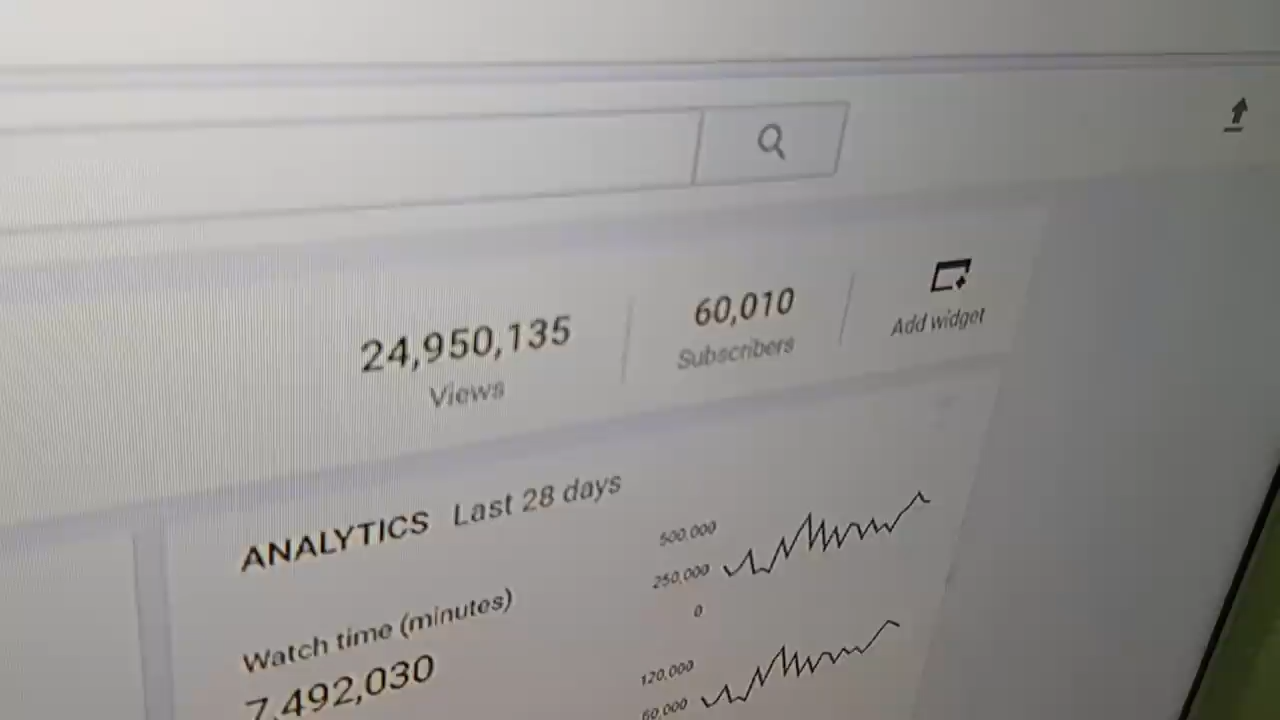 24,950,135
Views
60,010
Subscribers
Add widget
ANALYTICS Last 28 days
Watch time (minutes)
7,492,030
500,000
250,000
0
120,000
60,000